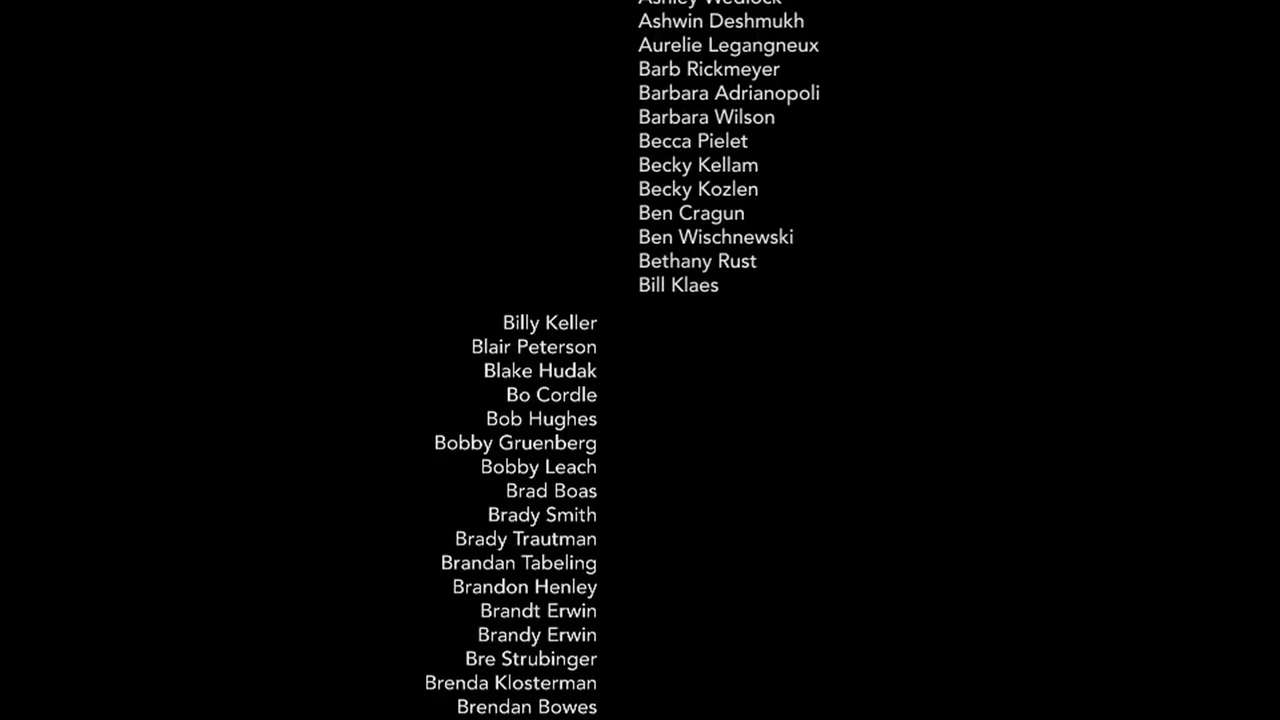 Ashley Wedlock
Ashwin Deshmukh
Aurelie Legangneux
Barb Rickmeyer
Barbara Adrianopoli
Barbara Wilson
Becca Pielet
Becky Kellam
Becky Kozlen
Ben Cragun
Ben Wischnewski
Bethany Rust
Bill Klaes
Billy Keller
Blair Peterson
Blake Hudak
Bo Cordle
Bob Hughes
Bobby Gruenberg
Bobby Leach
Brad Boas
Brady Smith
Brady Trautman
Brandan Tabeling
Brandon Henley
Brandt Erwin
Brandy Erwin
Bre Strubinger
Brenda Klosterman
Brendan Bowes